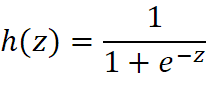 h(z) = 1 / (1 + e^{-z})